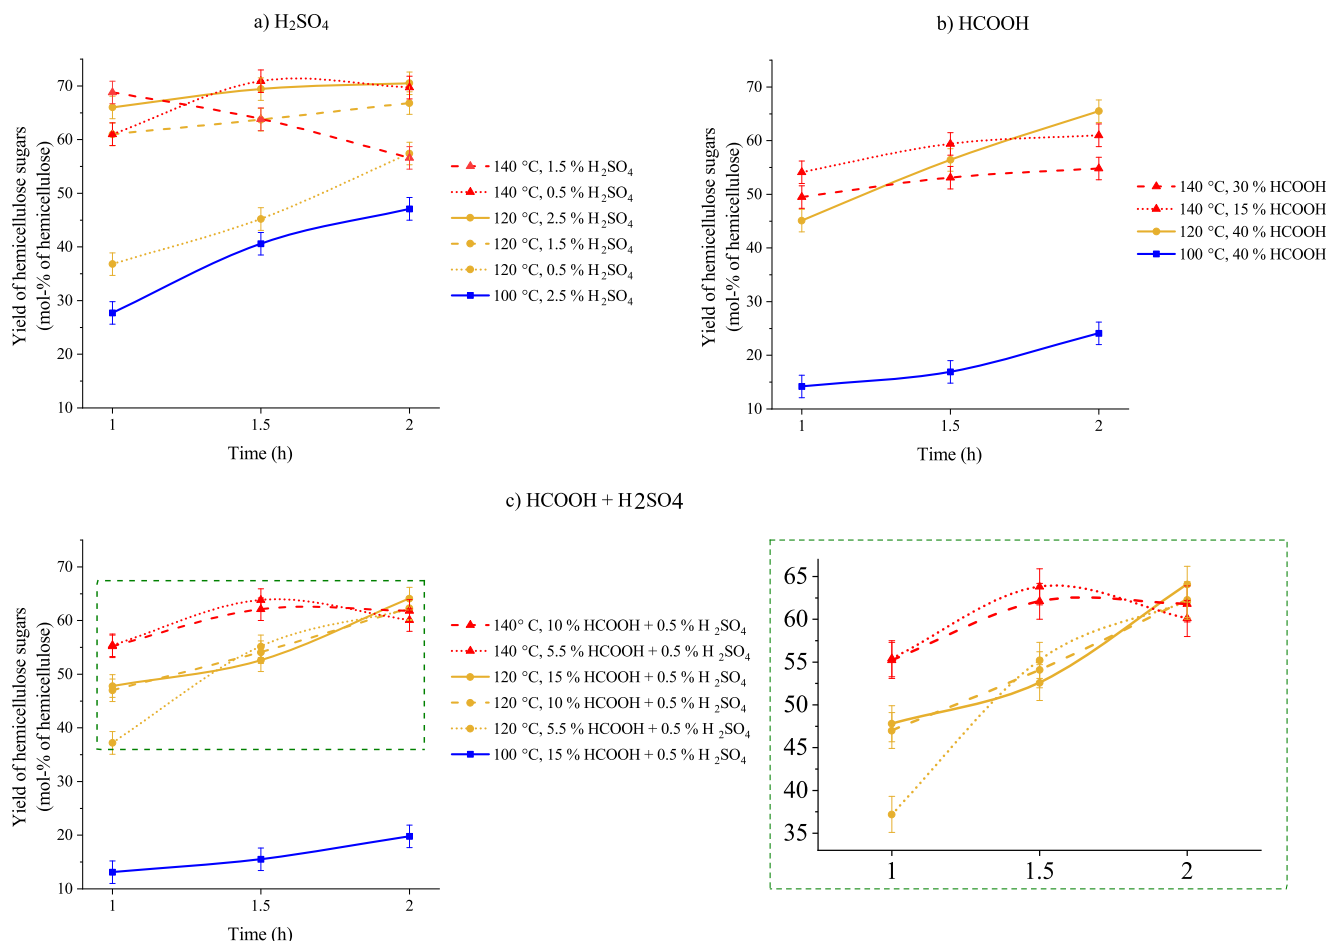 a) H₂SO₄
70
60
50
40
30
20
10
1
1.5
2
Time (h)
Yield of hemicellulose sugars
(mol-% of hemicellulose)
140 °C, 1.5 % H₂SO₄
140 °C, 0.5 % H₂SO₄
120 °C, 2.5 % H₂SO₄
120 °C, 1.5 % H₂SO₄
120 °C, 0.5 % H₂SO₄
100 °C, 2.5 % H₂SO₄
b) HCOOH
70
60
50
40
30
20
10
1
1.5
2
Time (h)
Yield of hemicellulose sugars
(mol-% of hemicellulose)
140 °C, 30 % HCOOH
140 °C, 15 % HCOOH
120 °C, 40 % HCOOH
100 °C, 40 % HCOOH
c) HCOOH + H2SO4
70
60
50
40
30
20
10
1
1.5
2
Time (h)
Yield of hemicellulose sugars
(mol-% of hemicellulose)
140° C, 10 % HCOOH + 0.5 % H₂SO₄
140 °C, 5.5 % HCOOH + 0.5 % H₂SO₄
120 °C, 15 % HCOOH + 0.5 % H₂SO₄
120 °C, 10 % HCOOH + 0.5 % H₂SO₄
120 °C, 5.5 % HCOOH + 0.5 % H₂SO₄
100 °C, 15 % HCOOH + 0.5 % H₂SO₄
65
60
55
50
45
40
35
1
1.5
2